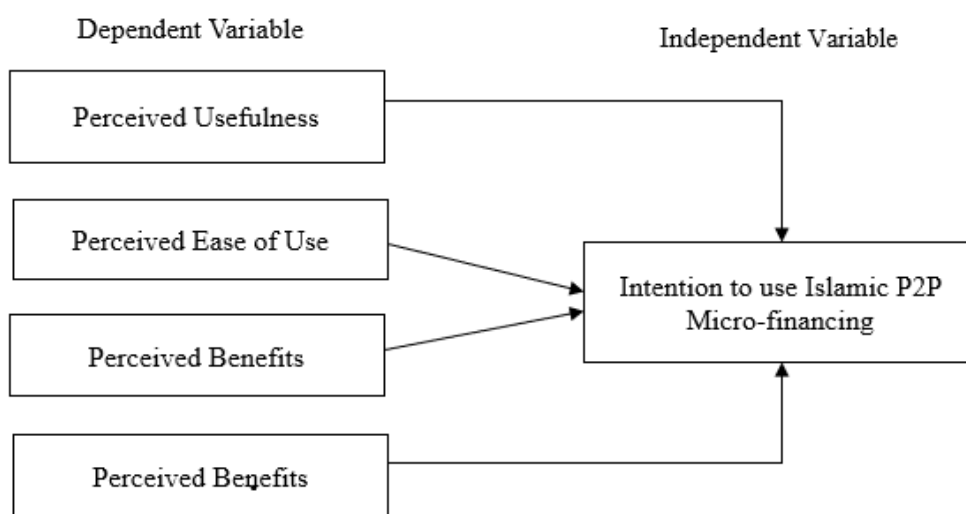 Dependent Variable
Independent Variable
Perceived Usefulness
Perceived Ease of Use
Intention to use Islamic P2P
Micro-financing
Perceived Benefits
Perceived Benefits